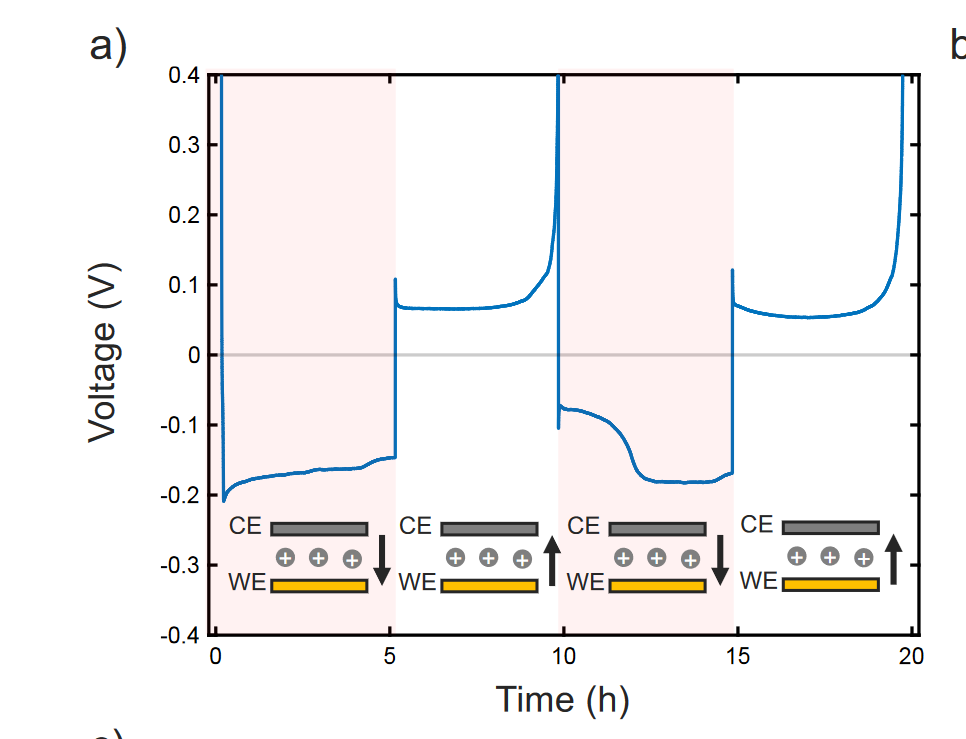 a)
b
0.4
0.3
0.2
0.1
0
-0.1
-0.2
-0.3
-0.4
Voltage (V)
CE
WE
CE
WE
CE
WE
CE
WE
+ + +
+ + +
+ + +
+ + +
0 5 10 15 20
Time (h)